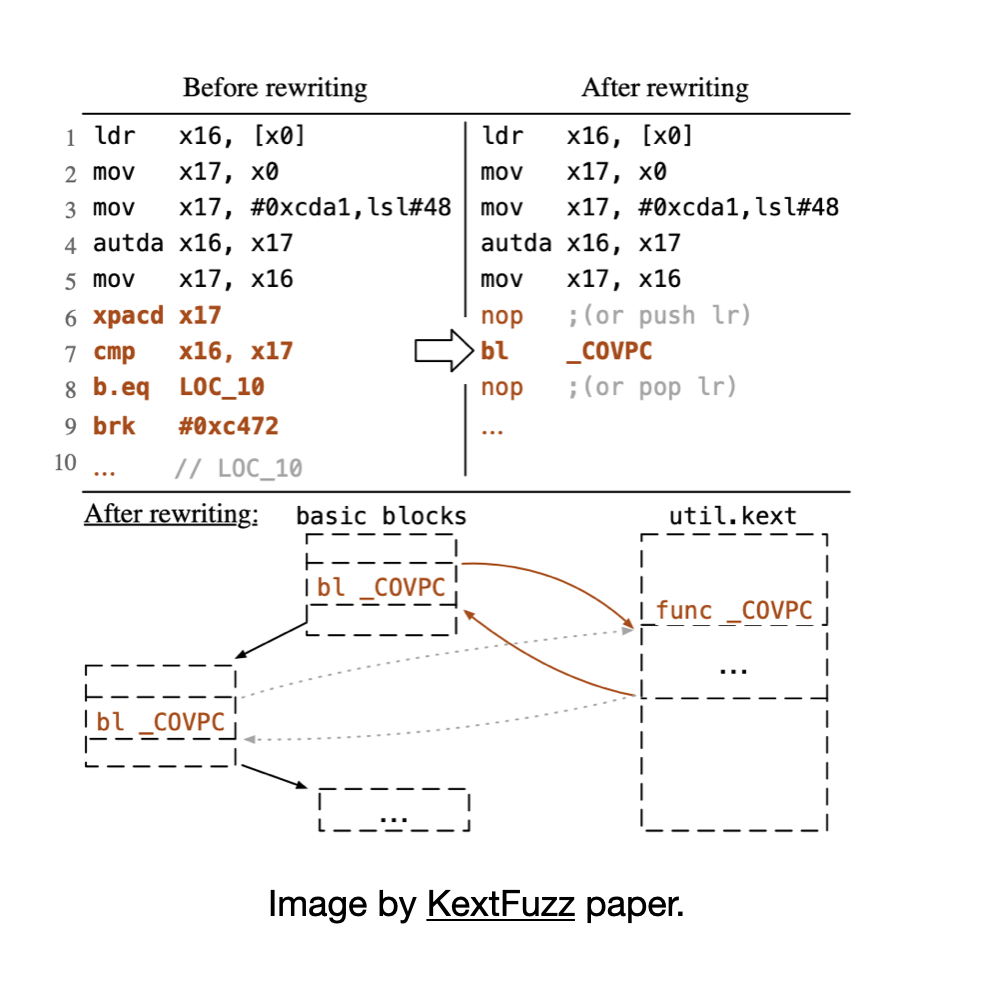 Before rewriting After rewriting
1 ldr x16, [x0] ldr x16, [x0]
2 mov x17, x0 mov x17, x0
3 mov x17, #0xcda1,lsl#48 mov x17, #0xcda1,lsl#48
4 autda x16, x17 autda x16, x17
5 mov x17, x16 mov x17, x16
6 xpacd x17 nop ;(or push lr)
7 cmp x16, x17 bl _COVPC
8 b.eq LOC_10 nop ;(or pop lr)
9 brk #0xc472 ...
10 ... // LOC_10
After rewriting: basic blocks util.kext
bl _COVPC
func _COVPC
...
bl _COVPC
...
Image by KextFuzz paper.